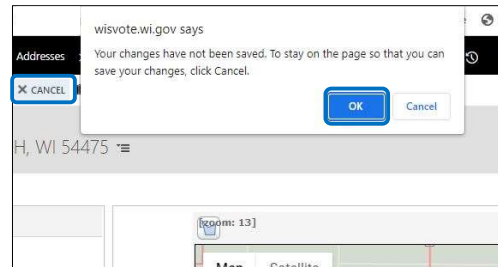 wisvote.wi.gov says
Your changes have not been saved. To stay on the page so that you can
save your changes, click Cancel.
OK Cancel
Addresses
X CANCEL
H, WI 54475
[zoom: 13]
Map Satellite